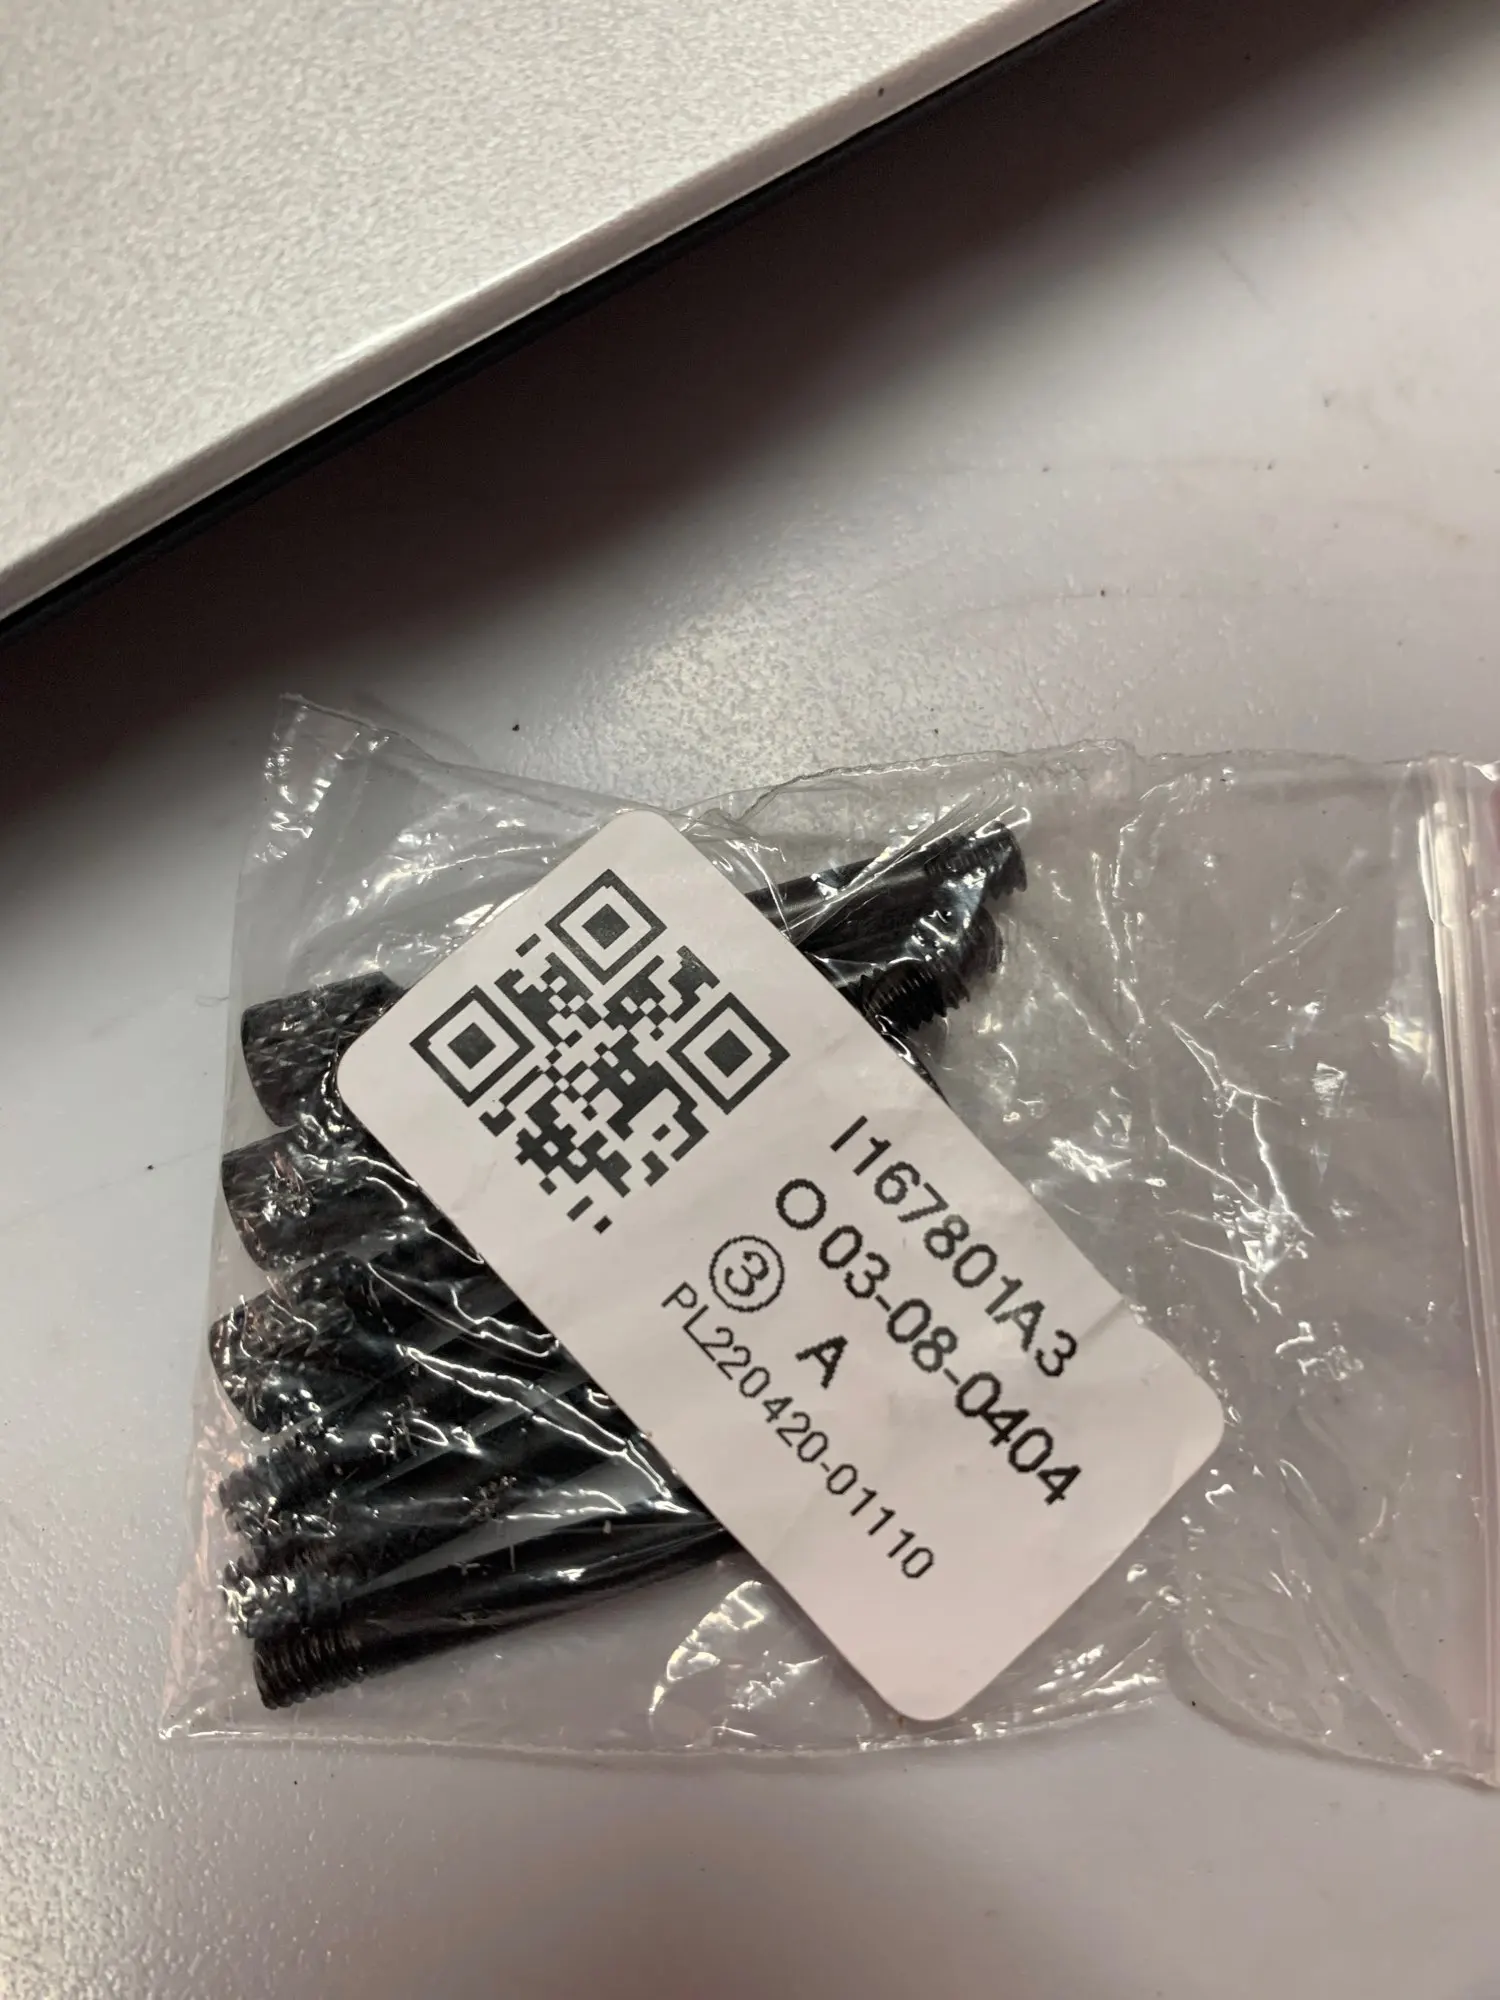 I167801A3
O 03-08-0404
③ A
PL220420-01110